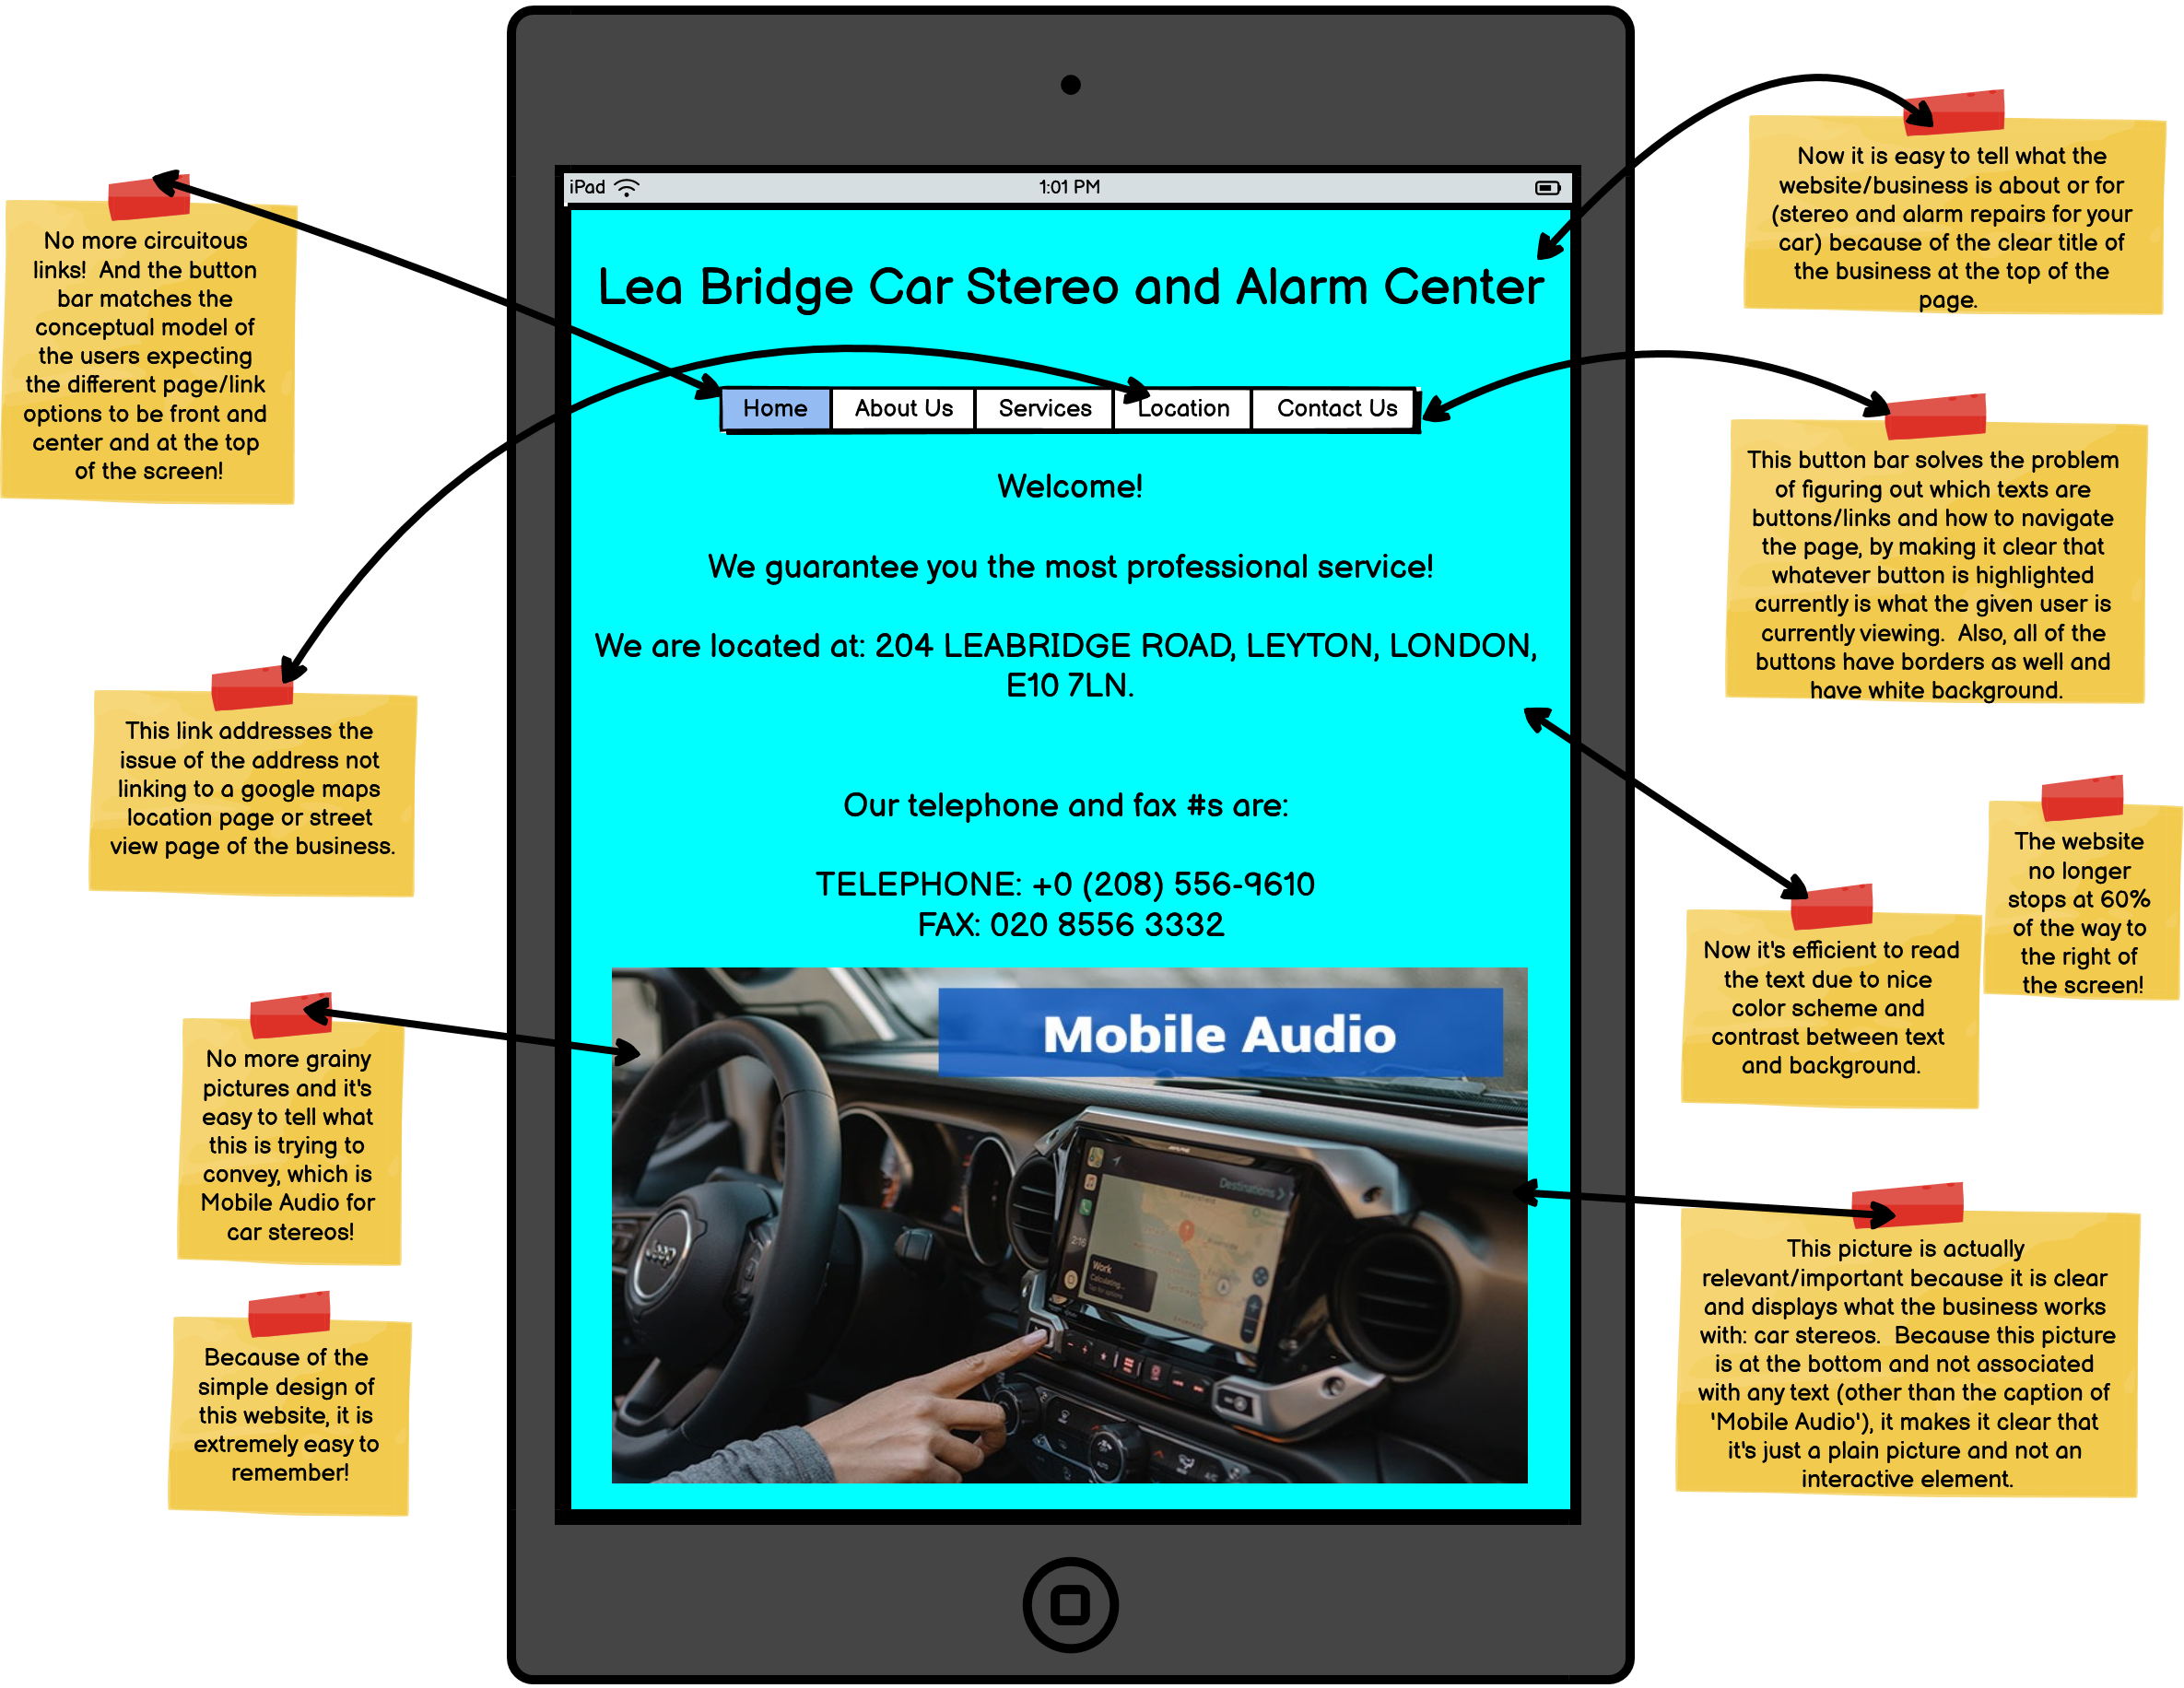 iPad
1:01 PM
Lea Bridge Car Stereo and Alarm Center
Home
About Us
Services
Location
Contact Us
Welcome!
We guarantee you the most professional service!
We are located at: 204 LEABRIDGE ROAD, LEYTON, LONDON,
E10 7LN.
Our telephone and fax #s are:
TELEPHONE: +0 (208) 556-9610
FAX: 020 8556 3332
Mobile Audio
Destinations
2:16
Work
Calculating...
Jeep
AUTO
No more circuitous
links!  And the button
bar matches the
conceptual model of
the users expecting
the different page/link
options to be front and
center and at the top
of the screen!
This link addresses the
issue of the address not
linking to a google maps
location page or street
view page of the business.
No more grainy
pictures and it's
easy to tell what
this is trying to
convey, which is
Mobile Audio for
car stereos!
Because of the
simple design of
this website, it is
extremely easy to
remember!
Now it is easy to tell what the
website/business is about or for
(stereo and alarm repairs for your
car) because of the clear title of
the business at the top of the
page.
This button bar solves the problem
of figuring out which texts are
buttons/links and how to navigate
the page, by making it clear that
whatever button is highlighted
currently is what the given user is
currently viewing.  Also, all of the
buttons have borders as well and
have white background.
The website
no longer
stops at 60%
of the way to
the right of
the screen!
Now it's efficient to read
the text due to nice
color scheme and
contrast between text
and background.
This picture is actually
relevant/important because it is clear
and displays what the business works
with: car stereos.  Because this picture
is at the bottom and not associated
with any text (other than the caption of
'Mobile Audio'), it makes it clear that
it's just a plain picture and not an
interactive element.